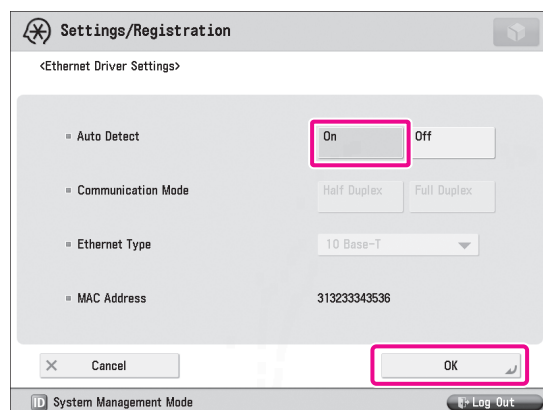 Settings/Registration
<Ethernet Driver Settings>
Auto Detect On Off
Communication Mode Half Duplex Full Duplex
Ethernet Type 10 Base-T
MAC Address 313233343536
Cancel OK
ID System Management Mode Log Out